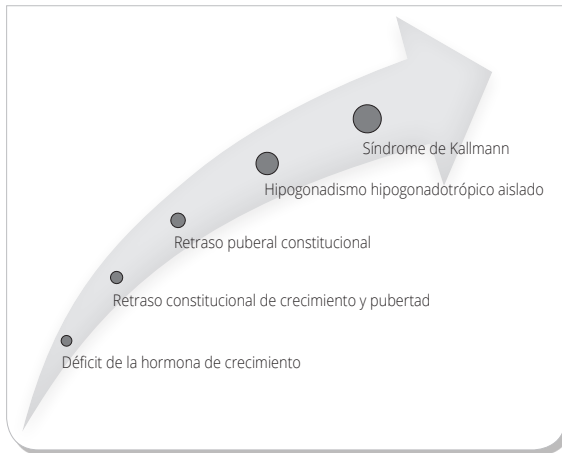 Síndrome de Kallmann
Hipogonadismo hipogonadotrópico aislado
Retraso puberal constitucional
Retraso constitucional de crecimiento y pubertad
Déficit de la hormona de crecimiento